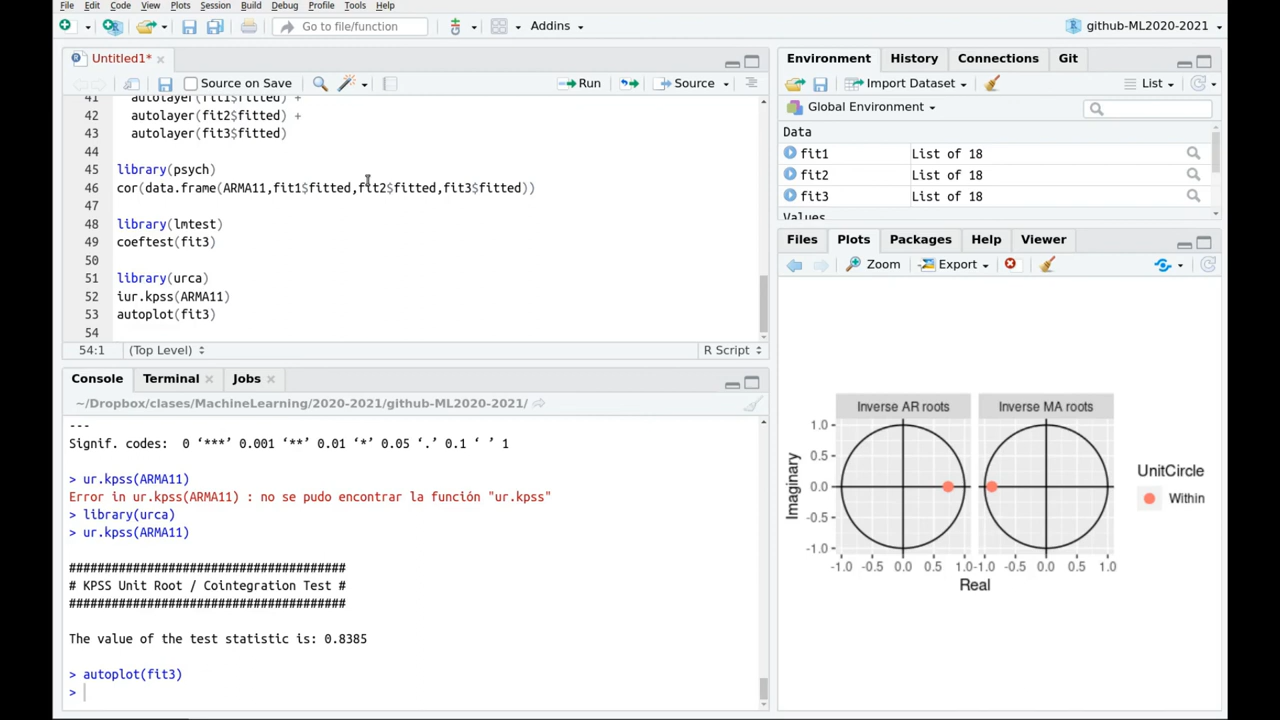 File Edit Code View Plots Session Build Debug Profile Tools Help
Go to file/function Addins github-ML2020-2021
Untitled1*
Source on Save Run Source
41 autolayer(fit1$fitted) +
42 autolayer(fit2$fitted) +
43 autolayer(fit3$fitted)
44
45 library(psych)
46 cor(data.frame(ARMA11,fit1$fitted,fit2$fitted,fit3$fitted))
47
48 library(lmtest)
49 coeftest(fit3)
50
51 library(urca)
52 iur.kpss(ARMA11)
53 autoplot(fit3)
54
54:1 (Top Level) R Script
Console Terminal Jobs
~/Dropbox/clases/MachineLearning/2020-2021/github-ML2020-2021/
---
Signif. codes: 0 ‘***’ 0.001 ‘**’ 0.01 ‘*’ 0.05 ‘.’ 0.1 ‘ ’ 1
> ur.kpss(ARMA11)
Error in ur.kpss(ARMA11) : no se pudo encontrar la función "ur.kpss"
> library(urca)
> ur.kpss(ARMA11)
#######################################
# KPSS Unit Root / Cointegration Test #
#######################################
The value of the test statistic is: 0.8385
> autoplot(fit3)
>
Environment History Connections Git
Import Dataset List
Global Environment
Data
fit1 List of 18
fit2 List of 18
fit3 List of 18
Values
Files Plots Packages Help Viewer
Zoom Export
Inverse AR roots Inverse MA roots
1.0
0.5
0.0
-0.5
-1.0
Imaginary
-1.0 -0.5 0.0 0.5 1.0 -1.0 -0.5 0.0 0.5 1.0
Real
UnitCircle
Within